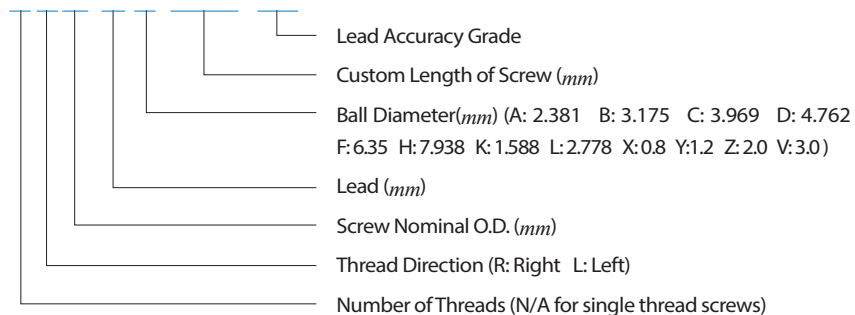 Lead Accuracy Grade
Custom Length of Screw (mm)
Ball Diameter(mm) (A: 2.381 B: 3.175 C: 3.969 D: 4.762
F: 6.35 H: 7.938 K: 1.588 L: 2.778 X: 0.8 Y:1.2 Z: 2.0 V: 3.0)
Lead (mm)
Screw Nominal O.D. (mm)
Thread Direction (R: Right L: Left)
Number of Threads (N/A for single thread screws)